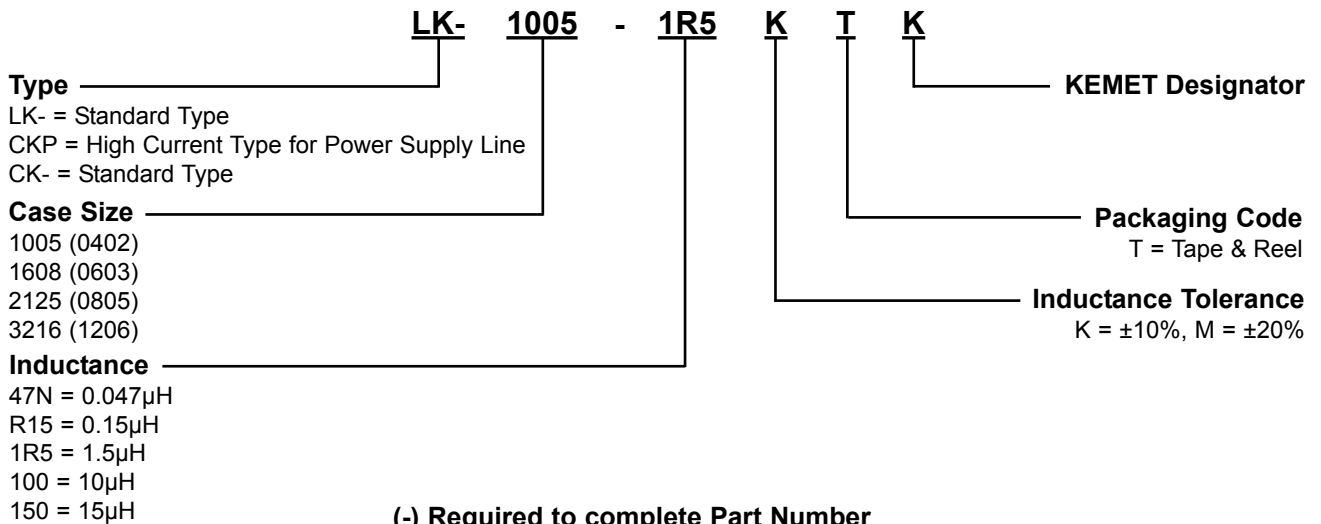 LK- 1005 - 1R5 K T K
Type
LK- = Standard Type
CKP = High Current Type for Power Supply Line
CK- = Standard Type
Case Size
1005 (0402)
1608 (0603)
2125 (0805)
3216 (1206)
Inductance
47N = 0.047µH
R15 = 0.15µH
1R5 = 1.5µH
100 = 10µH
150 = 15µH
KEMET Designator
Packaging Code
T = Tape & Reel
Inductance Tolerance
K = ±10%, M = ±20%
(-) Required to complete Part Number